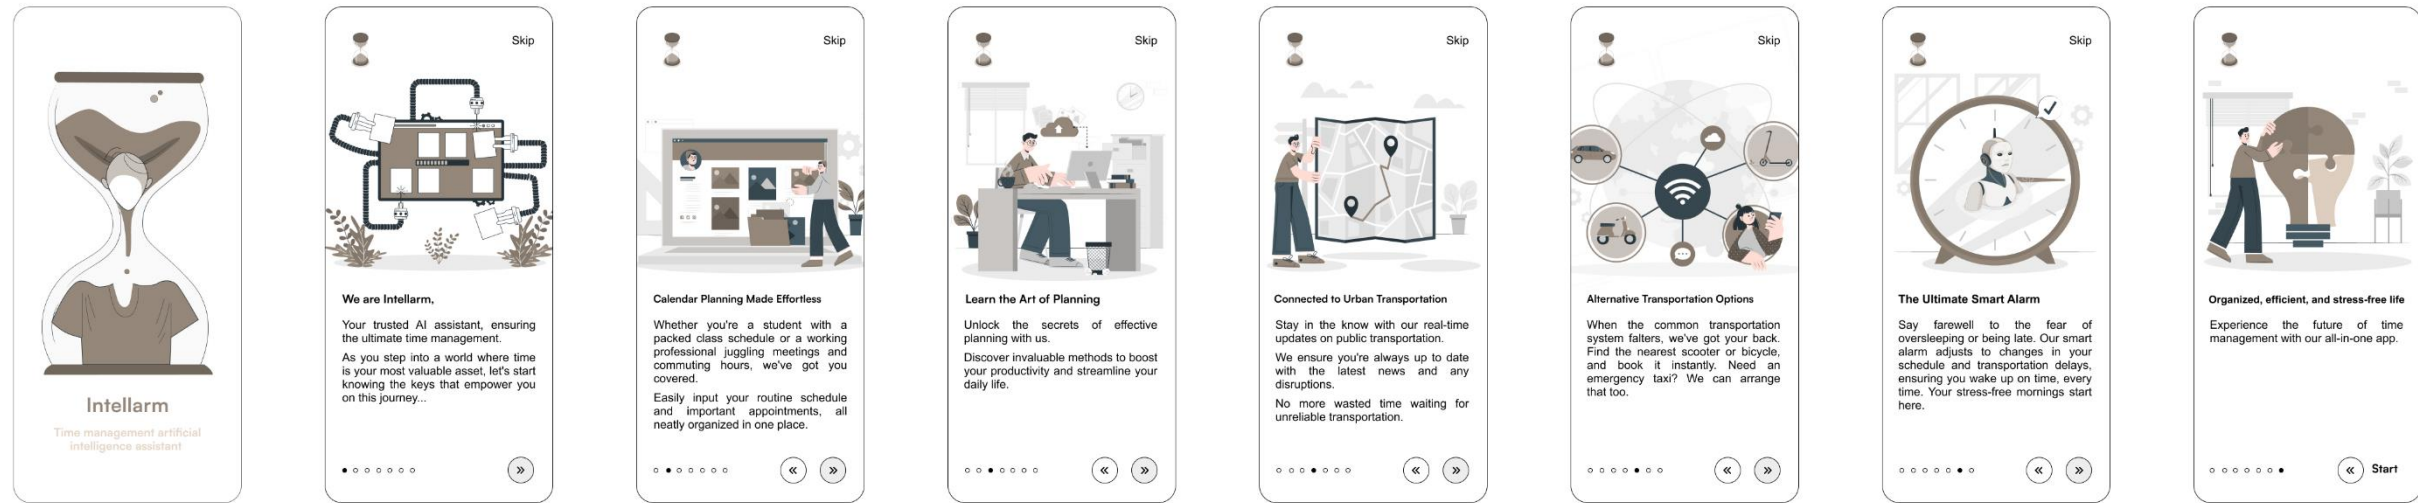 Intellarm
Time management artificial
intelligence assistant
Skip
We are Intellarm,
Your trusted AI assistant, ensuring
the ultimate time management.
As you step into a world where time
is your most valuable asset, let's start
knowing the keys that empower you
on this journey...
Skip
Calendar Planning Made Effortless
Whether you're a student with a
packed class schedule or a working
professional juggling meetings and
commuting hours, we've got you
covered.
Easily input your routine schedule
and important appointments, all
neatly organized in one place.
Skip
Learn the Art of Planning
Unlock the secrets of effective
planning with us.
Discover invaluable methods to boost
your productivity and streamline your
daily life.
Skip
Connected to Urban Transportation
Stay in the know with our real-time
updates on public transportation.
We ensure you're always up to date
with the latest news and any
disruptions.
No more wasted time waiting for
unreliable transportation.
Skip
Alternative Transportation Options
When the common transportation
system falters, we've got your back.
Find the nearest scooter or bicycle,
and book it instantly. Need an
emergency taxi? We can arrange
that too.
Skip
The Ultimate Smart Alarm
Say farewell to the fear of
oversleeping or being late. Our smart
alarm adjusts to changes in your
schedule and transportation delays,
ensuring you wake up on time, every
time. Your stress-free mornings start
here.
Organized, efficient, and stress-free life
Experience the future of time
management with our all-in-one app.
Start